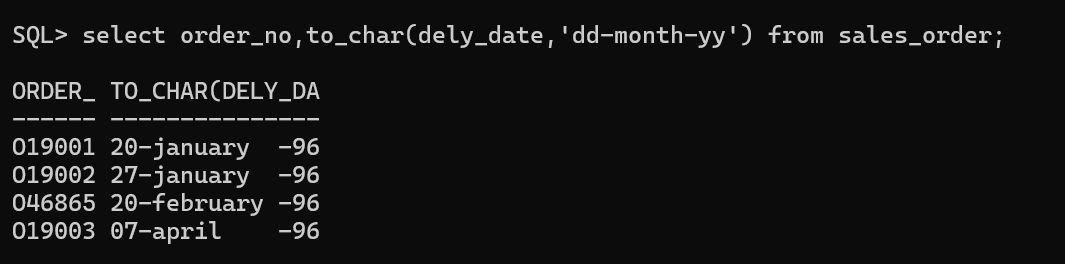 SQL> select order_no,to_char(dely_date,'dd-month-yy') from sales_order;
ORDER_ TO_CHAR(DELY_DA
------ ---------------
O19001 20-january  -96
O19002 27-january  -96
O46865 20-february -96
O19003 07-april    -96